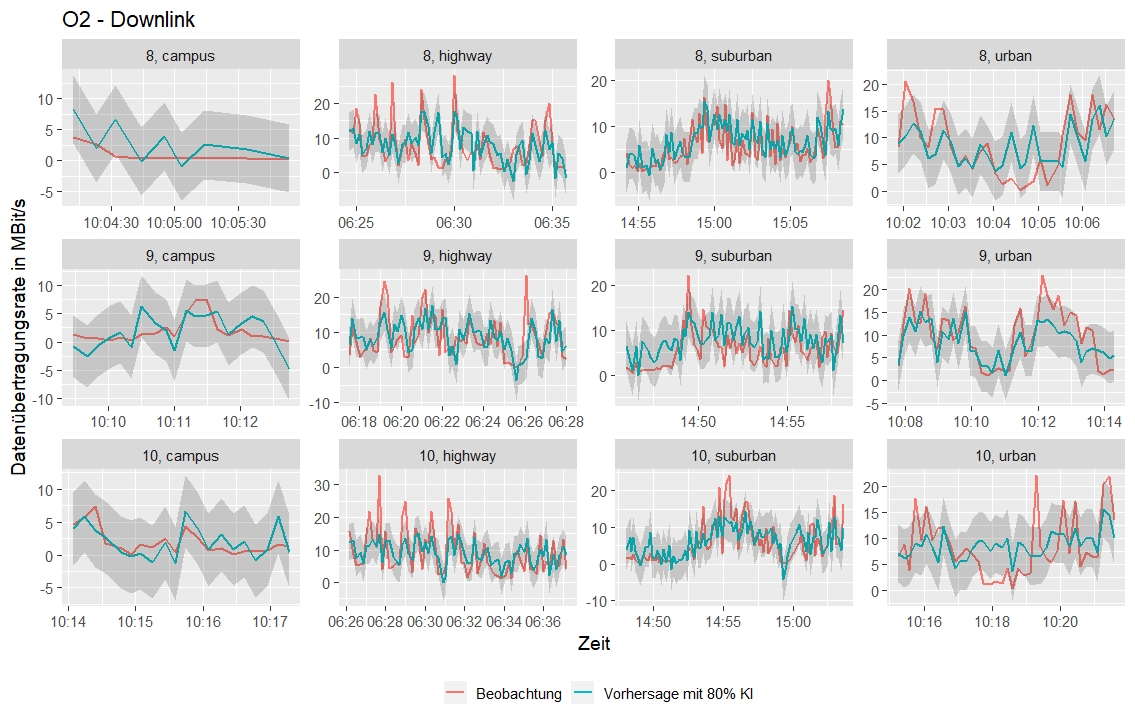 O2 - Downlink
8, campus
8, highway
8, suburban
8, urban
10
5
0
-5
20
10
0
20
10
0
20
15
10
5
0
10:04:30 10:05:00 10:05:30
06:25 06:30 06:35
14:55 15:00 15:05
10:02 10:03 10:04 10:05 10:06
9, campus
9, highway
9, suburban
9, urban
10
5
0
-5
-10
20
10
0
-10
20
10
0
20
15
10
5
0
-5
10:10 10:11 10:12
06:18 06:20 06:22 06:24 06:26 06:28
14:50 14:55
10:08 10:10 10:12 10:14
10, campus
10, highway
10, suburban
10, urban
10
5
0
-5
30
20
10
0
20
10
0
-10
20
15
10
5
0
10:14 10:15 10:16 10:17
06:26 06:28 06:30 06:32 06:34 06:36
14:50 14:55 15:00
10:16 10:18 10:20
Datenübertragungsrate in MBit/s
Zeit
Beobachtung Vorhersage mit 80% KI